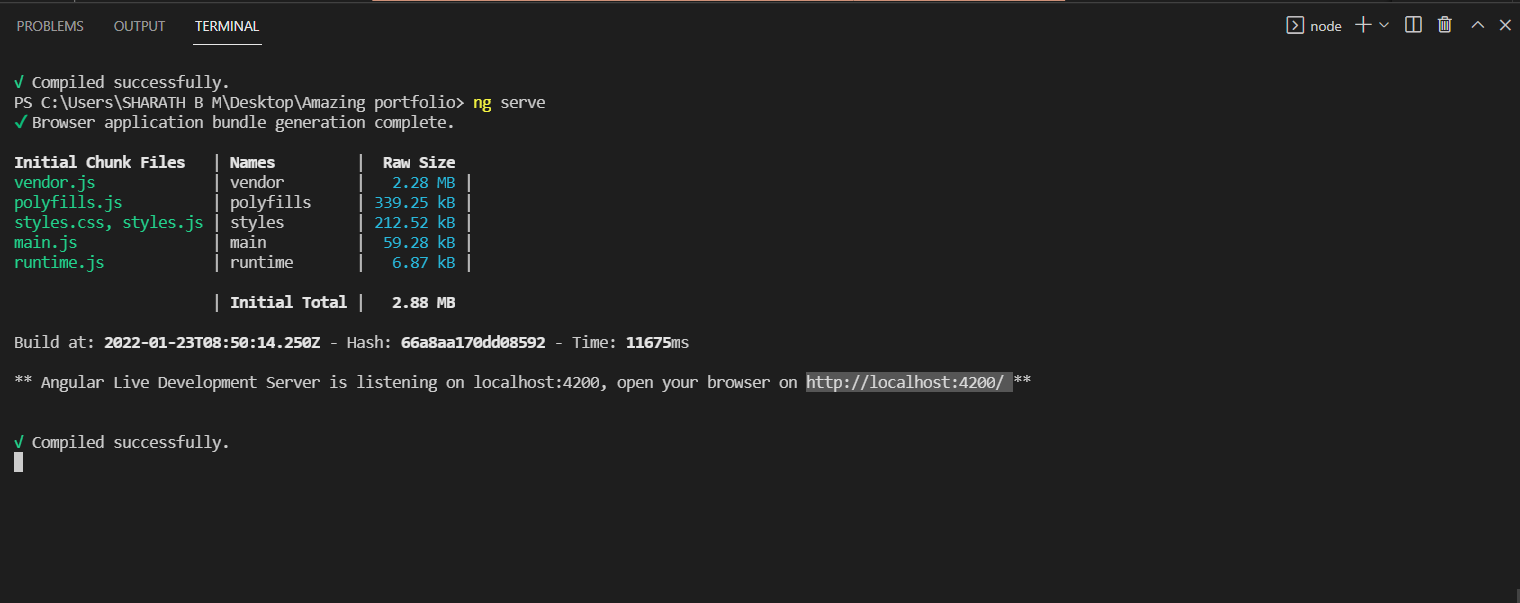 PROBLEMS OUTPUT TERMINAL node
√ Compiled successfully.
PS C:\Users\SHARATH B M\Desktop\Amazing portfolio> ng serve
✓ Browser application bundle generation complete.
Initial Chunk Files | Names | Raw Size
vendor.js | vendor | 2.28 MB |
polyfills.js | polyfills | 339.25 kB |
styles.css, styles.js | styles | 212.52 kB |
main.js | main | 59.28 kB |
runtime.js | runtime | 6.87 kB |
| Initial Total | 2.88 MB
Build at: 2022-01-23T08:50:14.250Z - Hash: 66a8aa170dd08592 - Time: 11675ms
** Angular Live Development Server is listening on localhost:4200, open your browser on http://localhost:4200/ **
√ Compiled successfully.